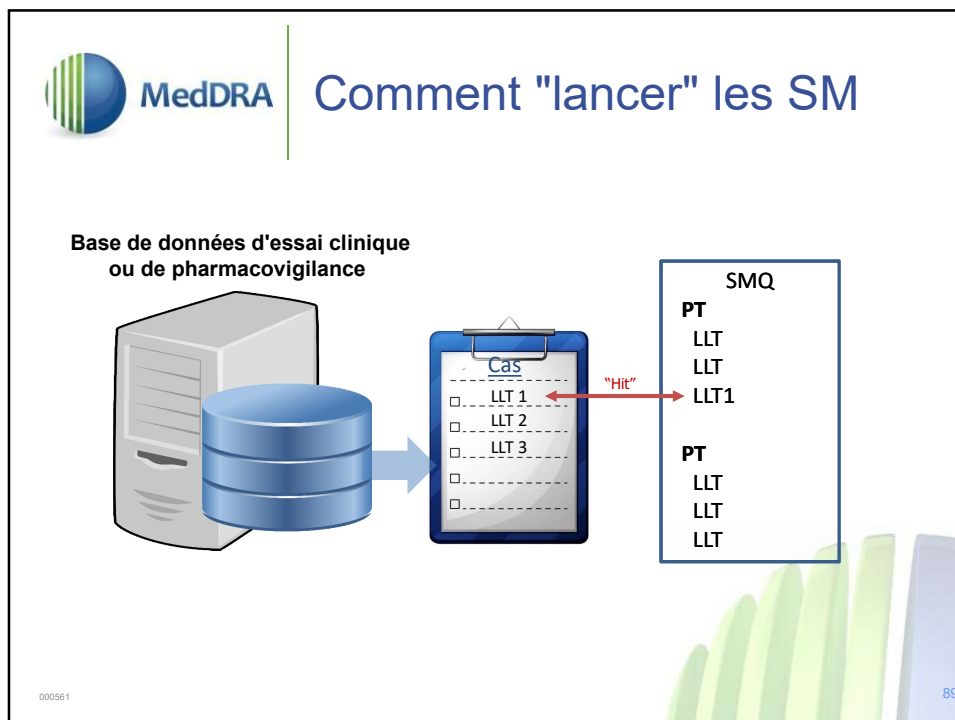 MedDRA
Comment "lancer" les SM
Base de données d'essai clinique
ou de pharmacovigilance
Cas
LLT 1
LLT 2
LLT 3
"Hit"
SMQ
PT
LLT
LLT
LLT1
PT
LLT
LLT
LLT
000561
89